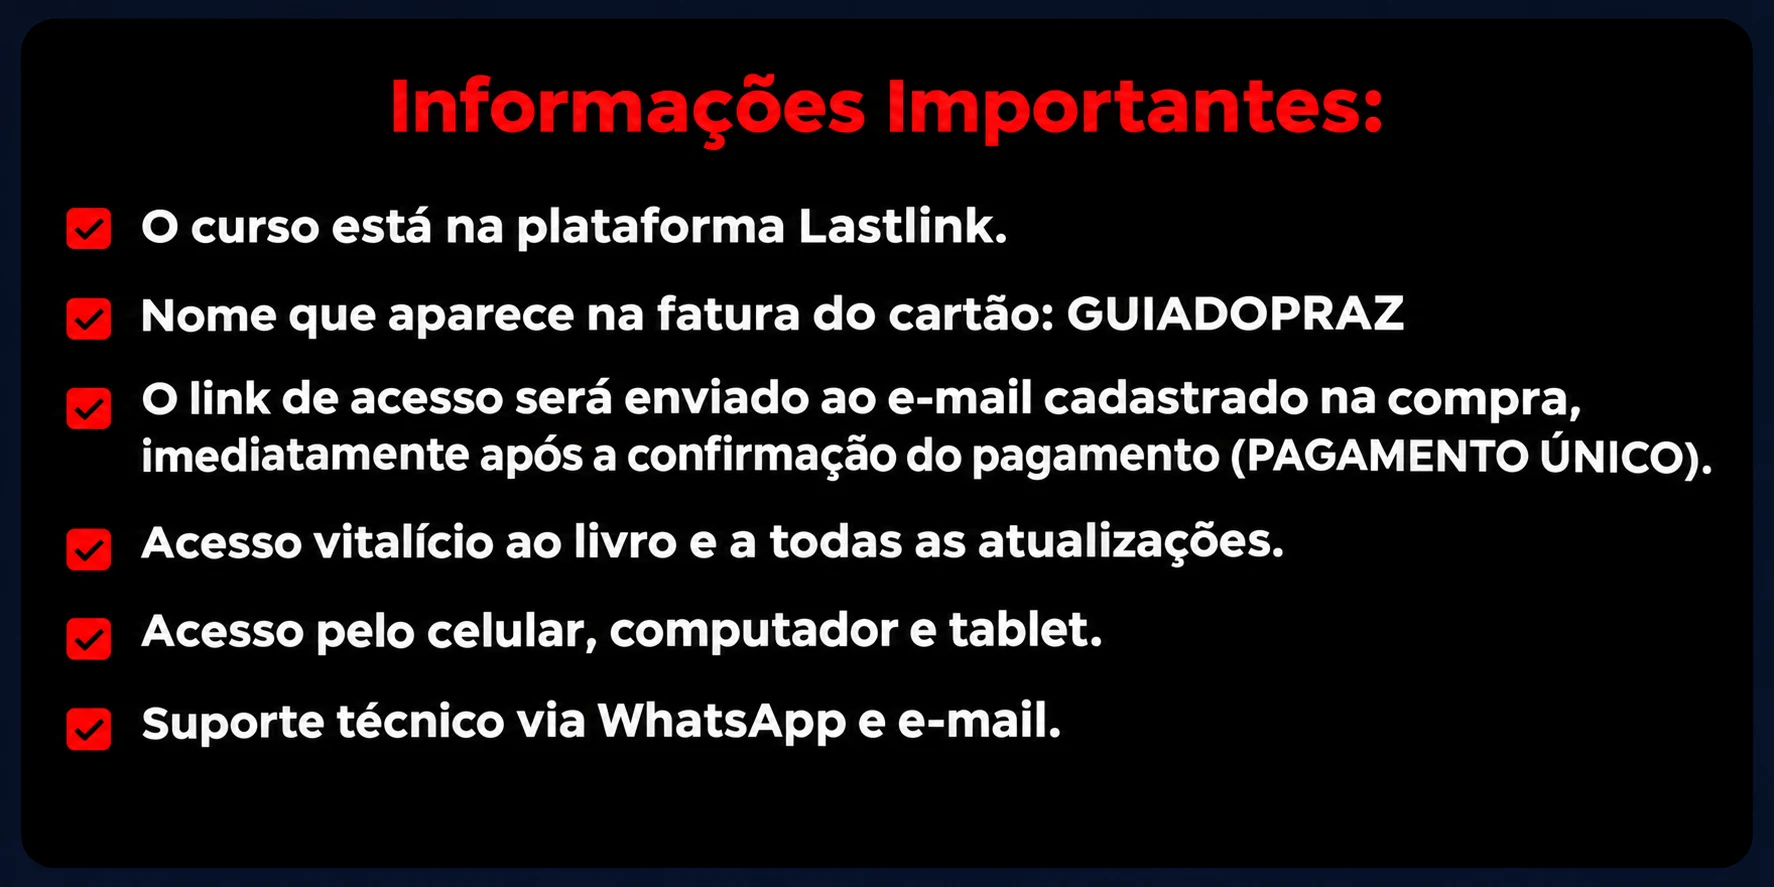 Informações Importantes:
O curso está na plataforma Lastlink.
Nome que aparece na fatura do cartão: GUIADOPRAZ
O link de acesso será enviado ao e-mail cadastrado na compra,
imediatamente após a confirmação do pagamento (PAGAMENTO ÚNICO).
Acesso vitalício ao livro e a todas as atualizações.
Acesso pelo celular, computador e tablet.
Suporte técnico via WhatsApp e e-mail.